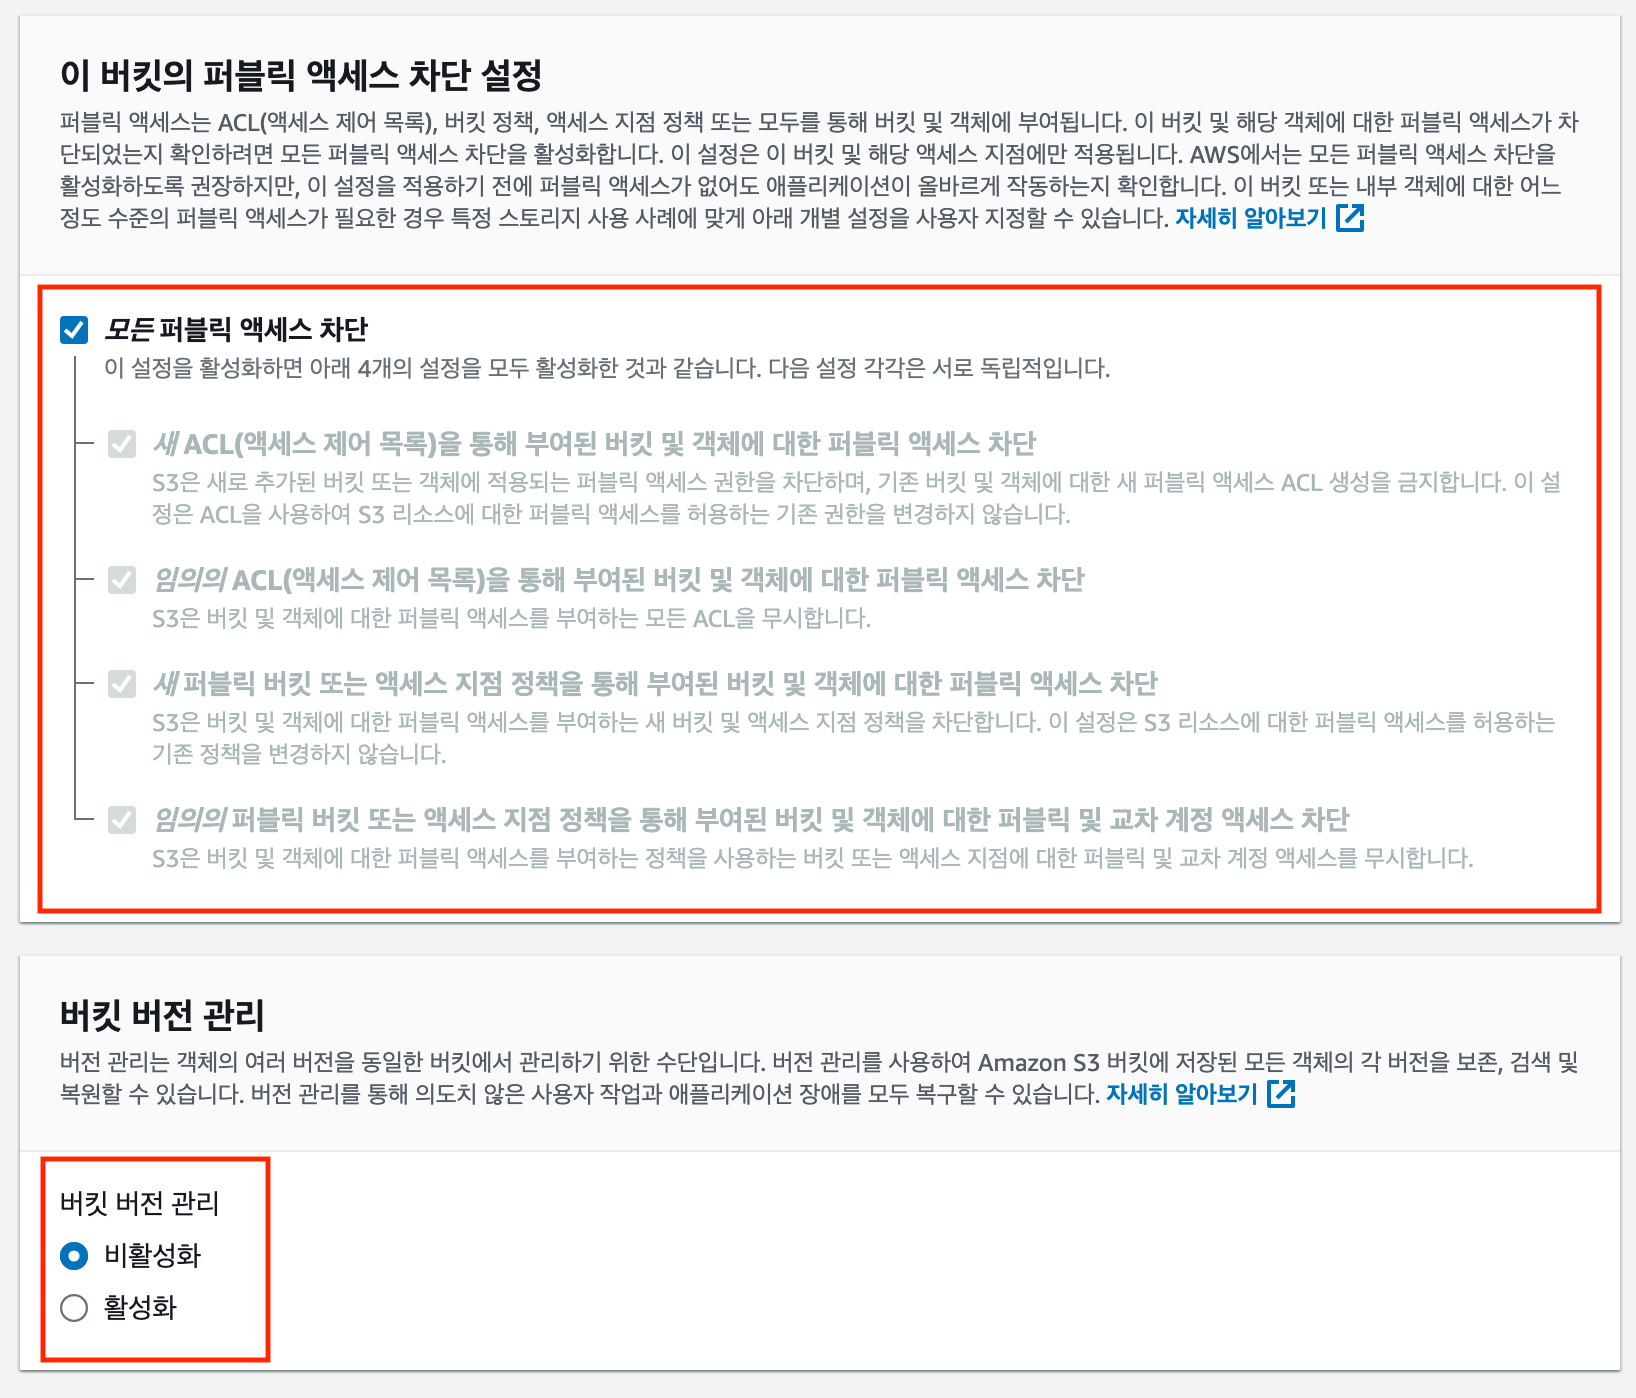 이 버킷의 퍼블릭 액세스 차단 설정
퍼블릭 액세스는 ACL(액세스 제어 목록), 버킷 정책, 액세스 지점 정책 또는 모두를 통해 버킷 및 객체에 부여됩니다. 이 버킷 및 해당 객체에 대한 퍼블릭 액세스가 차
단되었는지 확인하려면 모든 퍼블릭 액세스 차단을 활성화합니다. 이 설정은 이 버킷 및 해당 액세스 지점에만 적용됩니다. AWS에서는 모든 퍼블릭 액세스 차단을
활성화하도록 권장하지만, 이 설정을 적용하기 전에 퍼블릭 액세스가 없어도 애플리케이션이 올바르게 작동하는지 확인합니다. 이 버킷 또는 내부 객체에 대한 어느
정도 수준의 퍼블릭 액세스가 필요한 경우 특정 스토리지 사용 사례에 맞게 아래 개별 설정을 사용자 지정할 수 있습니다. 자세히 알아보기
모든 퍼블릭 액세스 차단
이 설정을 활성화하면 아래 4개의 설정을 모두 활성화한 것과 같습니다. 다음 설정 각각은 서로 독립적입니다.
새 ACL(액세스 제어 목록)을 통해 부여된 버킷 및 객체에 대한 퍼블릭 액세스 차단
S3은 새로 추가된 버킷 또는 객체에 적용되는 퍼블릭 액세스 권한을 차단하며, 기존 버킷 및 객체에 대한 새 퍼블릭 액세스 ACL 생성을 금지합니다. 이 설
정은 ACL을 사용하여 S3 리소스에 대한 퍼블릭 액세스를 허용하는 기존 권한을 변경하지 않습니다.
임의의 ACL(액세스 제어 목록)을 통해 부여된 버킷 및 객체에 대한 퍼블릭 액세스 차단
S3은 버킷 및 객체에 대한 퍼블릭 액세스를 부여하는 모든 ACL을 무시합니다.
새 퍼블릭 버킷 또는 액세스 지점 정책을 통해 부여된 버킷 및 객체에 대한 퍼블릭 액세스 차단
S3은 버킷 및 객체에 대한 퍼블릭 액세스를 부여하는 새 버킷 및 액세스 지점 정책을 차단합니다. 이 설정은 S3 리소스에 대한 퍼블릭 액세스를 허용하는
기존 정책을 변경하지 않습니다.
임의의 퍼블릭 버킷 또는 액세스 지점 정책을 통해 부여된 버킷 및 객체에 대한 퍼블릭 및 교차 계정 액세스 차단
S3은 버킷 및 객체에 대한 퍼블릭 액세스를 부여하는 정책을 사용하는 버킷 또는 액세스 지점에 대한 퍼블릭 및 교차 계정 액세스를 무시합니다.
버킷 버전 관리
버전 관리는 객체의 여러 버전을 동일한 버킷에서 관리하기 위한 수단입니다. 버전 관리를 사용하여 Amazon S3 버킷에 저장된 모든 객체의 각 버전을 보존, 검색 및
복원할 수 있습니다. 버전 관리를 통해 의도치 않은 사용자 작업과 애플리케이션 장애를 모두 복구할 수 있습니다. 자세히 알아보기
버킷 버전 관리
비활성화
활성화